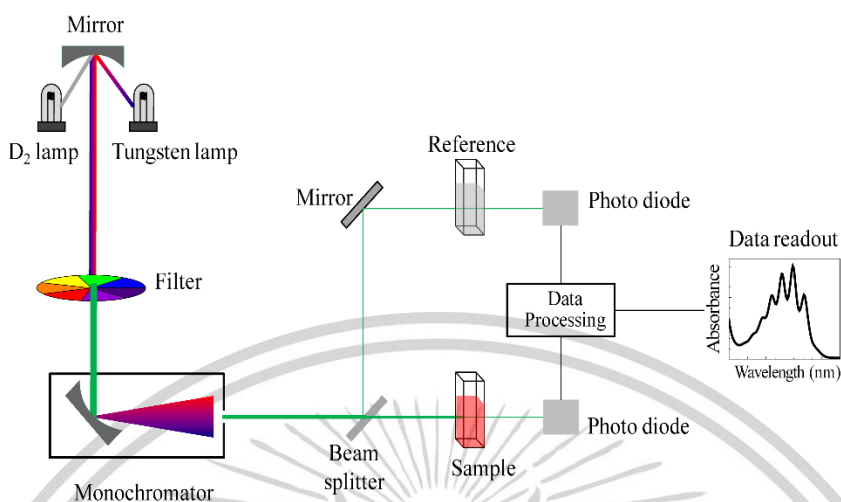 Mirror
D₂ lamp
Tungsten lamp
Filter
Monochromator
Beam
splitter
Mirror
Reference
Sample
Photo diode
Data
Processing
Photo diode
Data readout
Absorbance
Wavelength (nm)